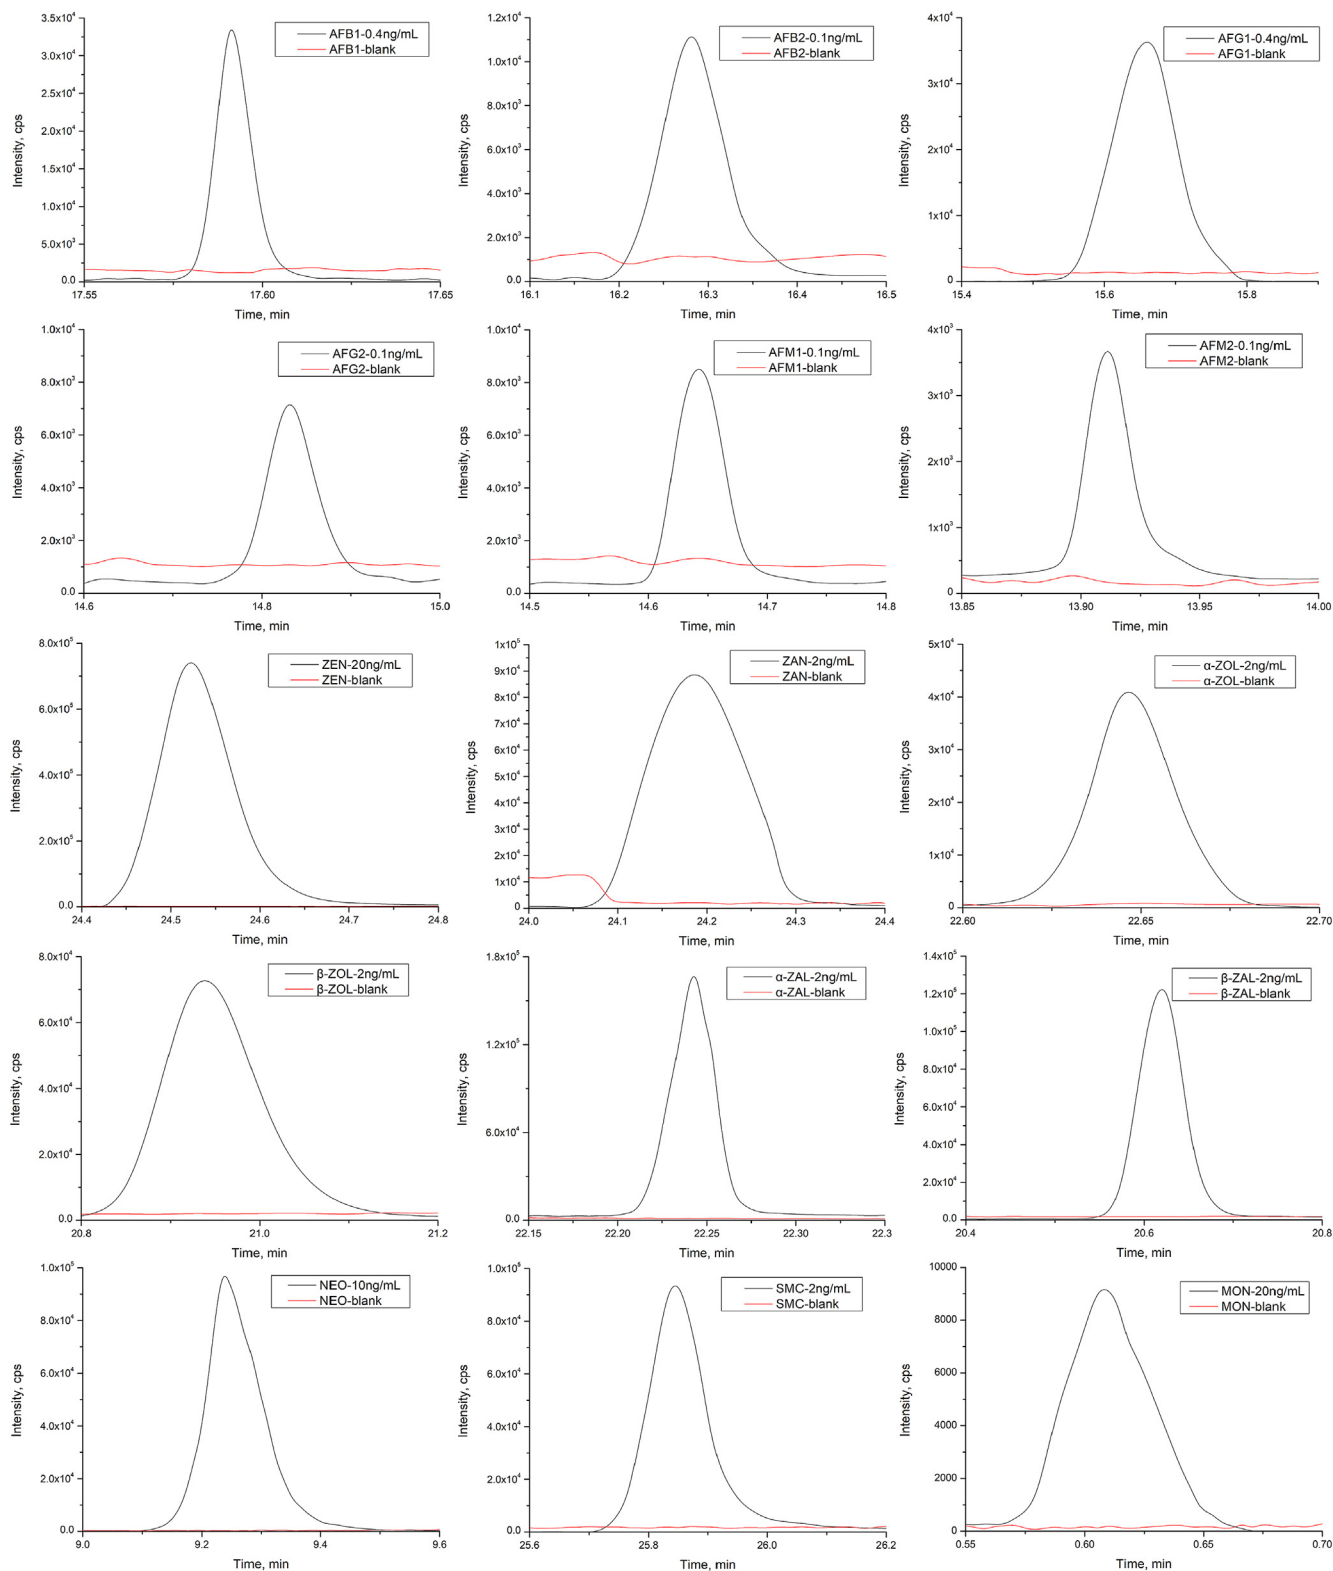 AFB1-0.4ng/mL
AFB1-blank
Intensity, cps
3.5x10⁴
3.0x10⁴
2.5x10⁴
2.0x10⁴
1.5x10⁴
1.0x10⁴
5.0x10³
0.0
17.55 17.60 17.65
Time, min
AFB2-0.1ng/mL
AFB2-blank
Intensity, cps
1.2x10⁴
1.0x10⁴
8.0x10³
6.0x10³
4.0x10³
2.0x10³
0.0
16.1 16.2 16.3 16.4 16.5
Time, min
AFG1-0.4ng/mL
AFG1-blank
Intensity, cps
4x10⁴
3x10⁴
2x10⁴
1x10⁴
0
15.4 15.6 15.8
Time, min
AFG2-0.1ng/mL
AFG2-blank
Intensity, cps
1.0x10⁴
8.0x10³
6.0x10³
4.0x10³
2.0x10³
0.0
14.6 14.8 15.0
Time, min
AFM1-0.1ng/mL
AFM1-blank
Intensity, cps
1.0x10⁴
8.0x10³
6.0x10³
4.0x10³
2.0x10³
0.0
14.5 14.6 14.7 14.8
Time, min
AFM2-0.1ng/mL
AFM2-blank
Intensity, cps
4x10³
3x10³
2x10³
1x10³
0
13.85 13.90 13.95 14.00
Time, min
ZEN-20ng/mL
ZEN-blank
Intensity, cps
8.0x10⁵
6.0x10⁵
4.0x10⁵
2.0x10⁵
0.0
24.4 24.5 24.6 24.7 24.8
Time, min
ZAN-2ng/mL
ZAN-blank
Intensity, cps
1x10⁵
9x10⁴
8x10⁴
7x10⁴
6x10⁴
5x10⁴
4x10⁴
3x10⁴
2x10⁴
1x10⁴
0
24.0 24.1 24.2 24.3 24.4
Time, min
α-ZOL-2ng/mL
α-ZOL-blank
Intensity, cps
5x10⁴
4x10⁴
3x10⁴
2x10⁴
1x10⁴
0
22.60 22.65 22.70
Time, min
β-ZOL-2ng/mL
β-ZOL-blank
Intensity, cps
8.0x10⁴
6.0x10⁴
4.0x10⁴
2.0x10⁴
0.0
20.8 21.0 21.2
Time, min
α-ZAL-2ng/mL
α-ZAL-blank
Intensity, cps
1.8x10⁵
1.2x10⁵
6.0x10⁴
0.0
22.15 22.20 22.25 22.30 22.3
Time, min
β-ZAL-2ng/mL
β-ZAL-blank
Intensity, cps
1.4x10⁵
1.2x10⁵
1.0x10⁵
8.0x10⁴
6.0x10⁴
4.0x10⁴
2.0x10⁴
0.0
20.4 20.6 20.8
Time, min
NEO-10ng/mL
NEO-blank
Intensity, cps
1.0x10⁵
8.0x10⁴
6.0x10⁴
4.0x10⁴
2.0x10⁴
0.0
9.0 9.2 9.4 9.6
Time, min
SMC-2ng/mL
SMC-blank
Intensity, cps
1.0x10⁵
8.0x10⁴
6.0x10⁴
4.0x10⁴
2.0x10⁴
0.0
25.6 25.8 26.0 26.2
Time, min
MON-20ng/mL
MON-blank
Intensity, cps
10000
8000
6000
4000
2000
0
0.55 0.60 0.65 0.70
Time, min